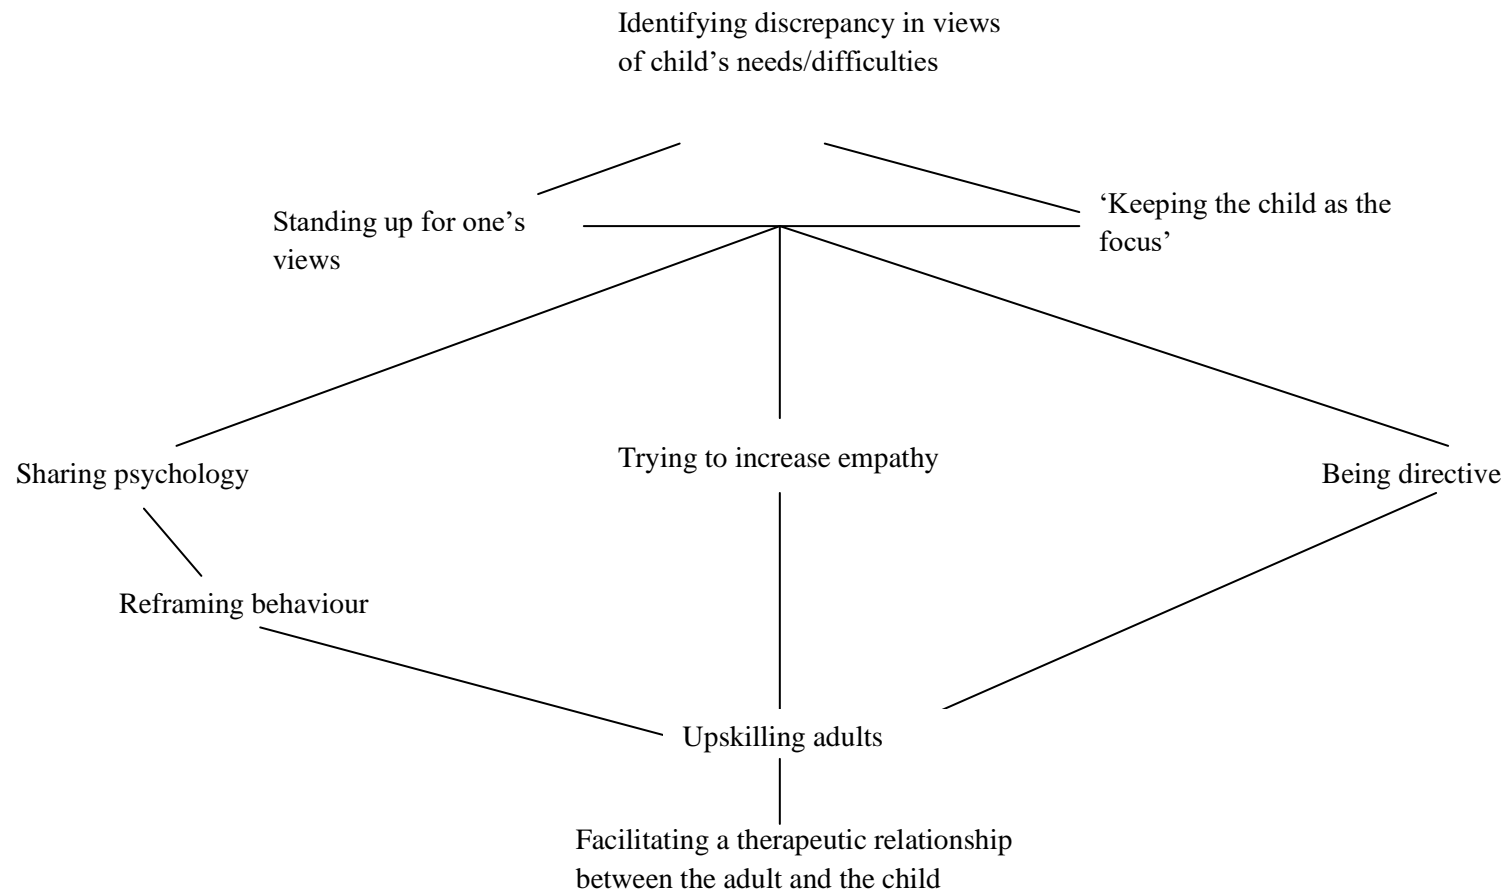 Identifying discrepancy in views
of child’s needs/difficulties
Standing up for one’s
views
‘Keeping the child as the
focus’
Sharing psychology
Trying to increase empathy
Being directive
Reframing behaviour
Upskilling adults
Facilitating a therapeutic relationship
between the adult and the child